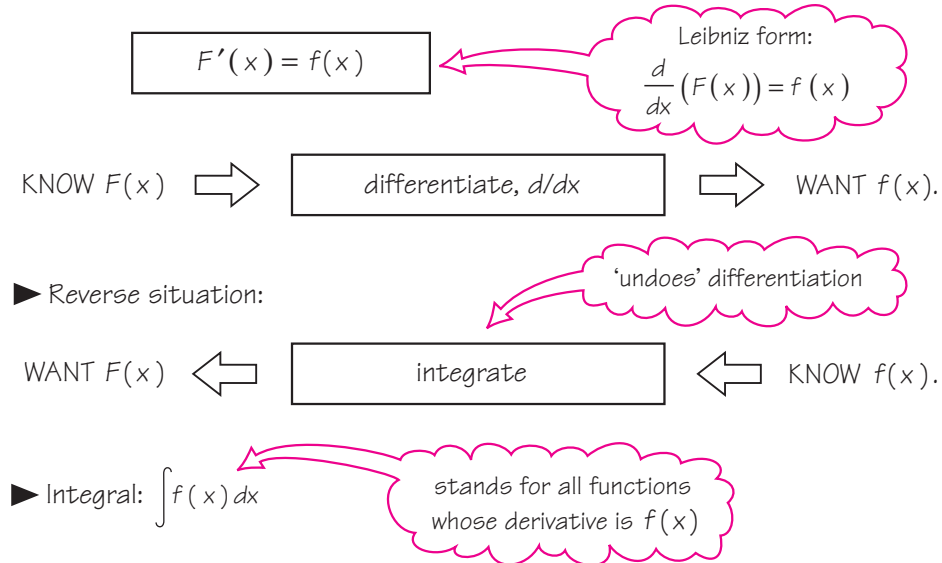 F′(x) = f(x)
Leibniz form:
d/dx (F(x)) = f(x)
KNOW F(x)
differentiate, d/dx
WANT f(x).
'undoes' differentiation
▶ Reverse situation:
WANT F(x)
integrate
KNOW f(x).
▶ Integral: ∫f(x) dx
stands for all functions
whose derivative is f(x)